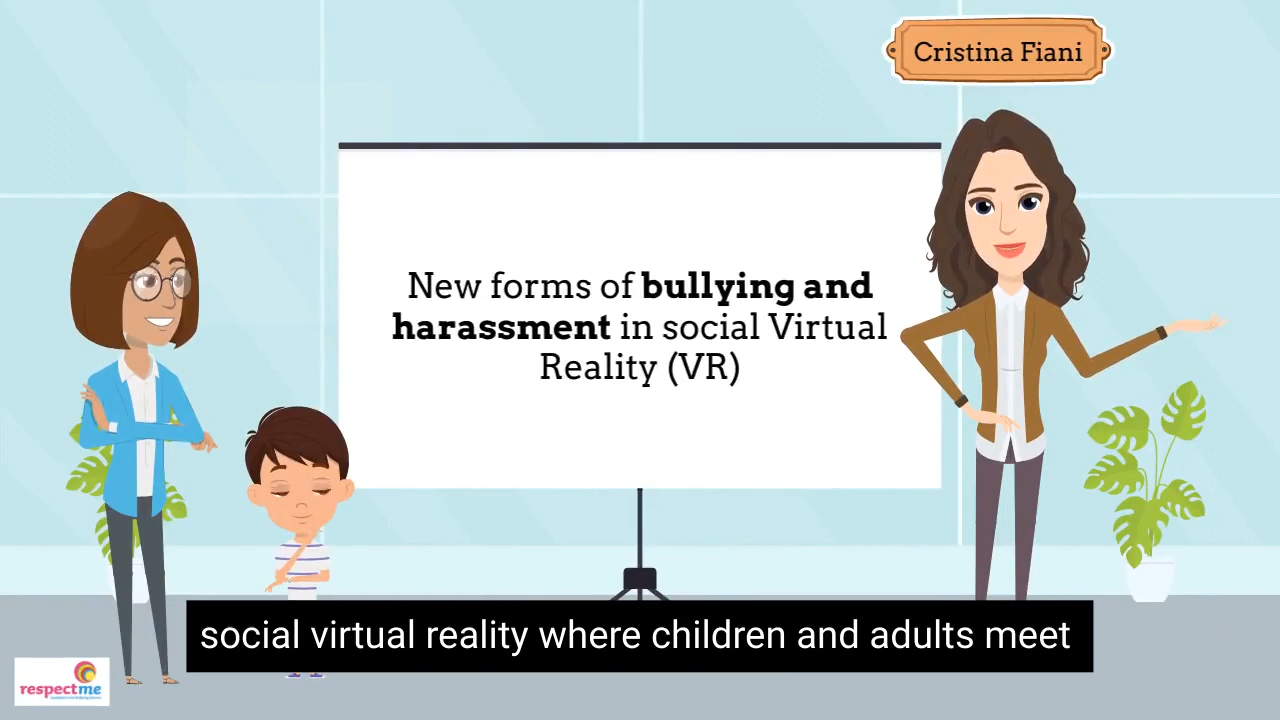 Cristina Fiani
New forms of bullying and
harassment in social Virtual
Reality (VR)
social virtual reality where children and adults meet
respectme